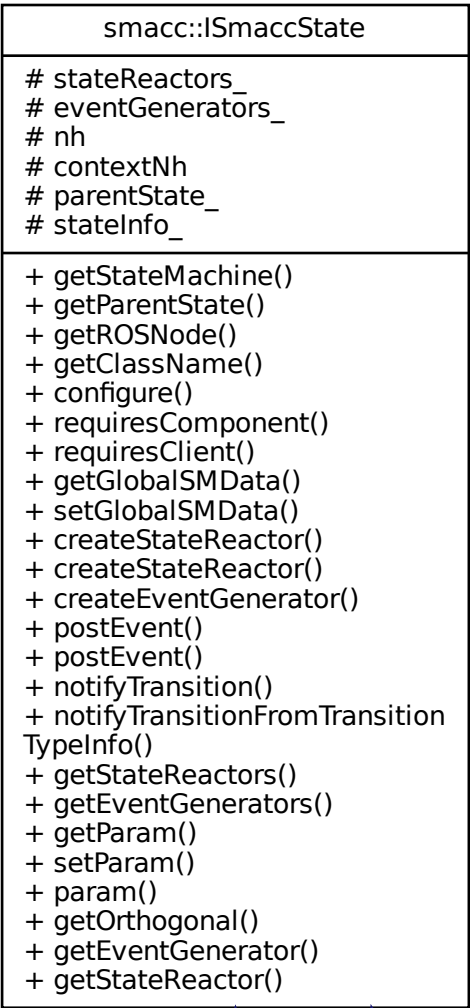 smacc::ISmaccState
# stateReactors_
# eventGenerators_
# nh
# contextNh
# parentState_
# stateInfo_
+ getStateMachine()
+ getParentState()
+ getROSNode()
+ getClassName()
+ configure()
+ requiresComponent()
+ requiresClient()
+ getGlobalSMData()
+ setGlobalSMData()
+ createStateReactor()
+ createStateReactor()
+ createEventGenerator()
+ postEvent()
+ postEvent()
+ notifyTransition()
+ notifyTransitionFromTransition
TypeInfo()
+ getStateReactors()
+ getEventGenerators()
+ getParam()
+ setParam()
+ param()
+ getOrthogonal()
+ getEventGenerator()
+ getStateReactor()